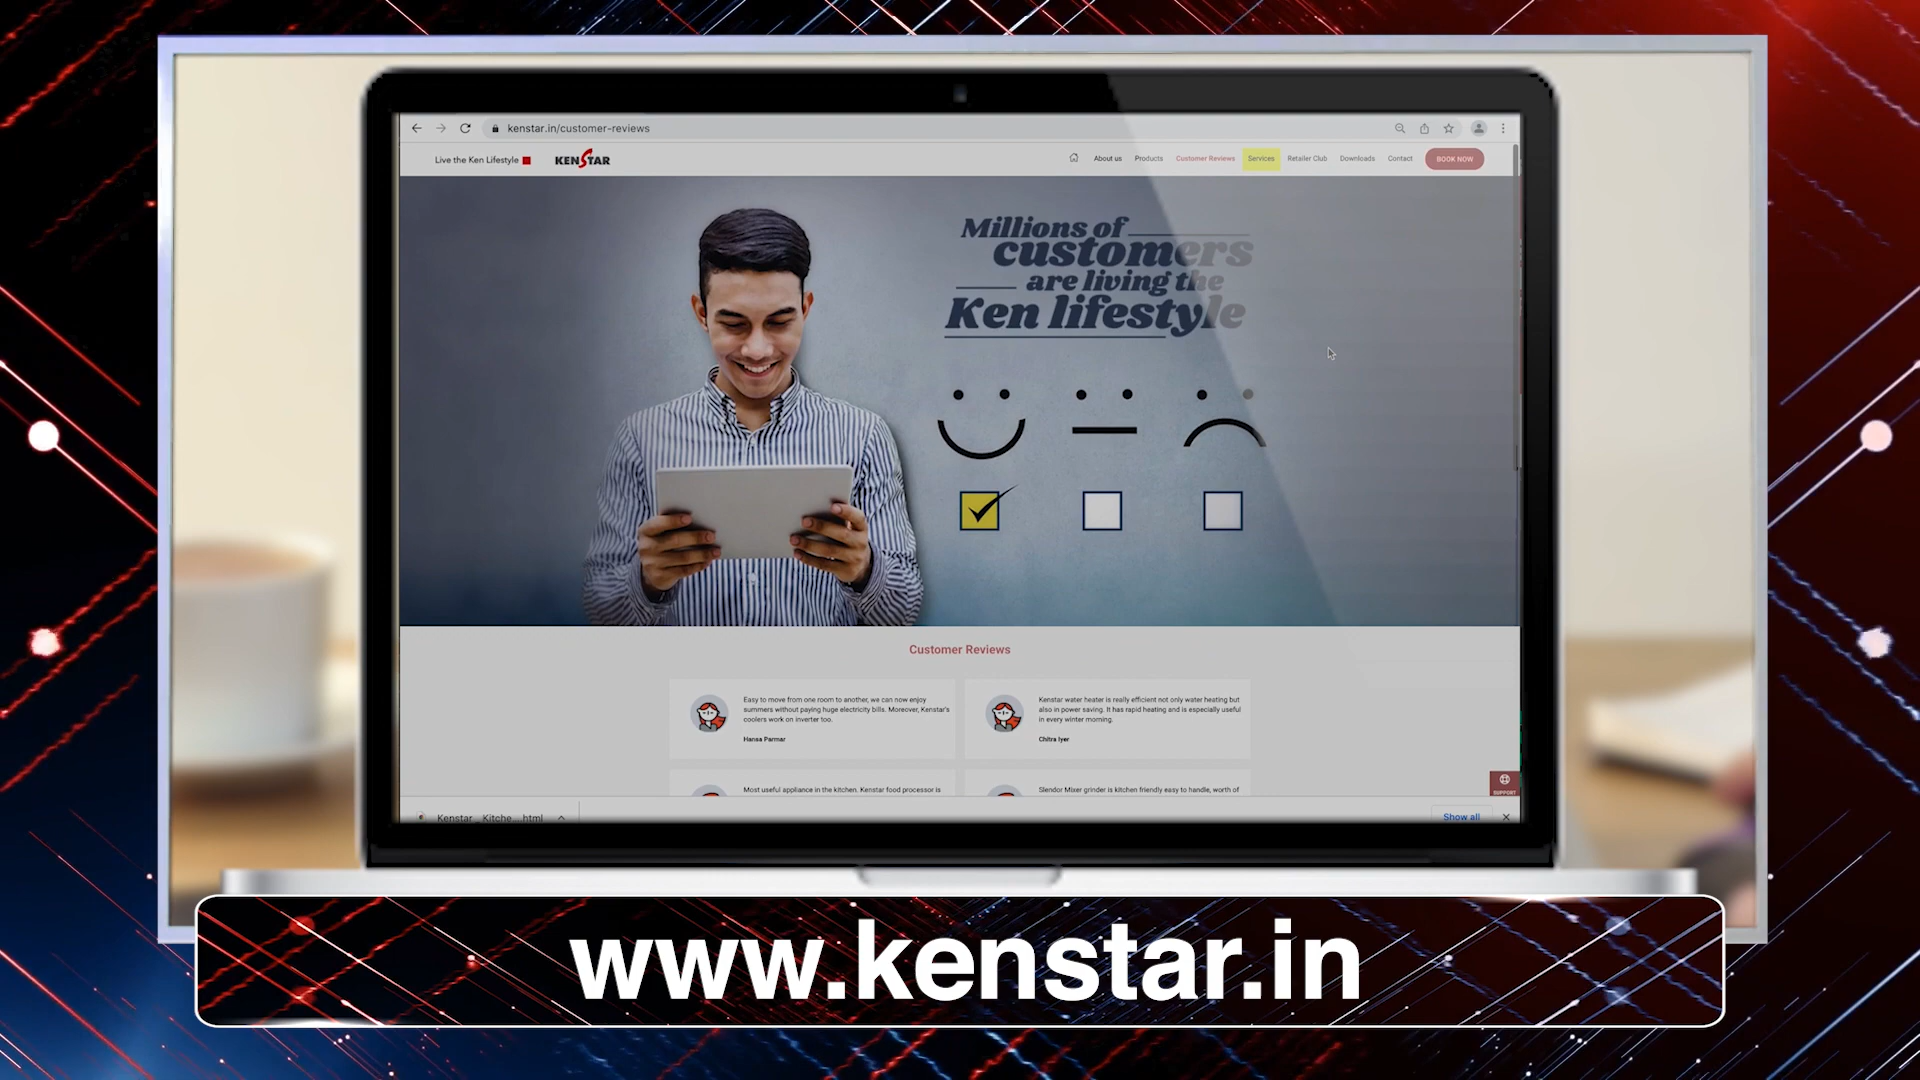 kenstar.in/customer-reviews
Live the Ken Lifestyle
KENSTAR
About us
Products
Customer Reviews
Services
Retailer Club
Downloads
Contact
BOOK NOW
Millions of
customers
are living the
Ken lifestyle
Customer Reviews
Easy to move from one room to another, we can now enjoy
summers without paying huge electricity bills. Moreover, Kenstar's
coolers work on inverter too.
Hansa Parmar
Kenstar water heater is really efficient not only water heating but
also in power saving. It has rapid heating and is especially useful
in every winter morning.
Chitra Iyer
Most useful appliance in the kitchen. Kenstar food processor is
Slendor Mixer grinder is kitchen friendly easy to handle, worth of
SUPPORT
Kenstar _ Kitche....html
Show all
www.kenstar.in